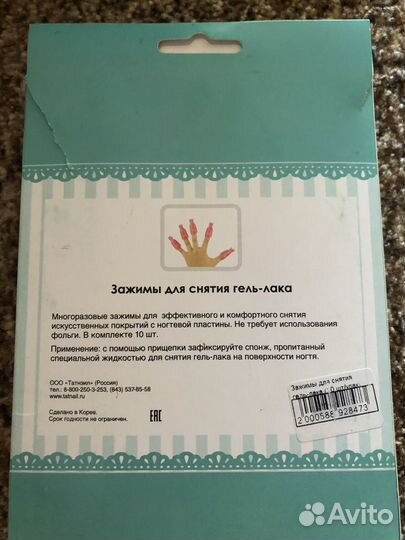 Зажимы для снятия гель-лака
Многоразовые зажимы для эффективного и комфортного снятия
искусственных покрытий с ногтевой пластины. Не требует использования
фольги. В комплекте 10 шт.
Применение: с помощью прищепки зафиксируйте спонж, пропитанный
специальной жидкостью для снятия гель-лака на поверхности ногтя.
ООО «Татнэил» (Россия)
тел.: 8-800-250-3-253, (843) 537-85-58
www.tatnail.ru
Сделано в Корее.
Срок годности не ограничен.
EAC
Зажимы для снятия
гель-лака
2 000588 928473
Avito